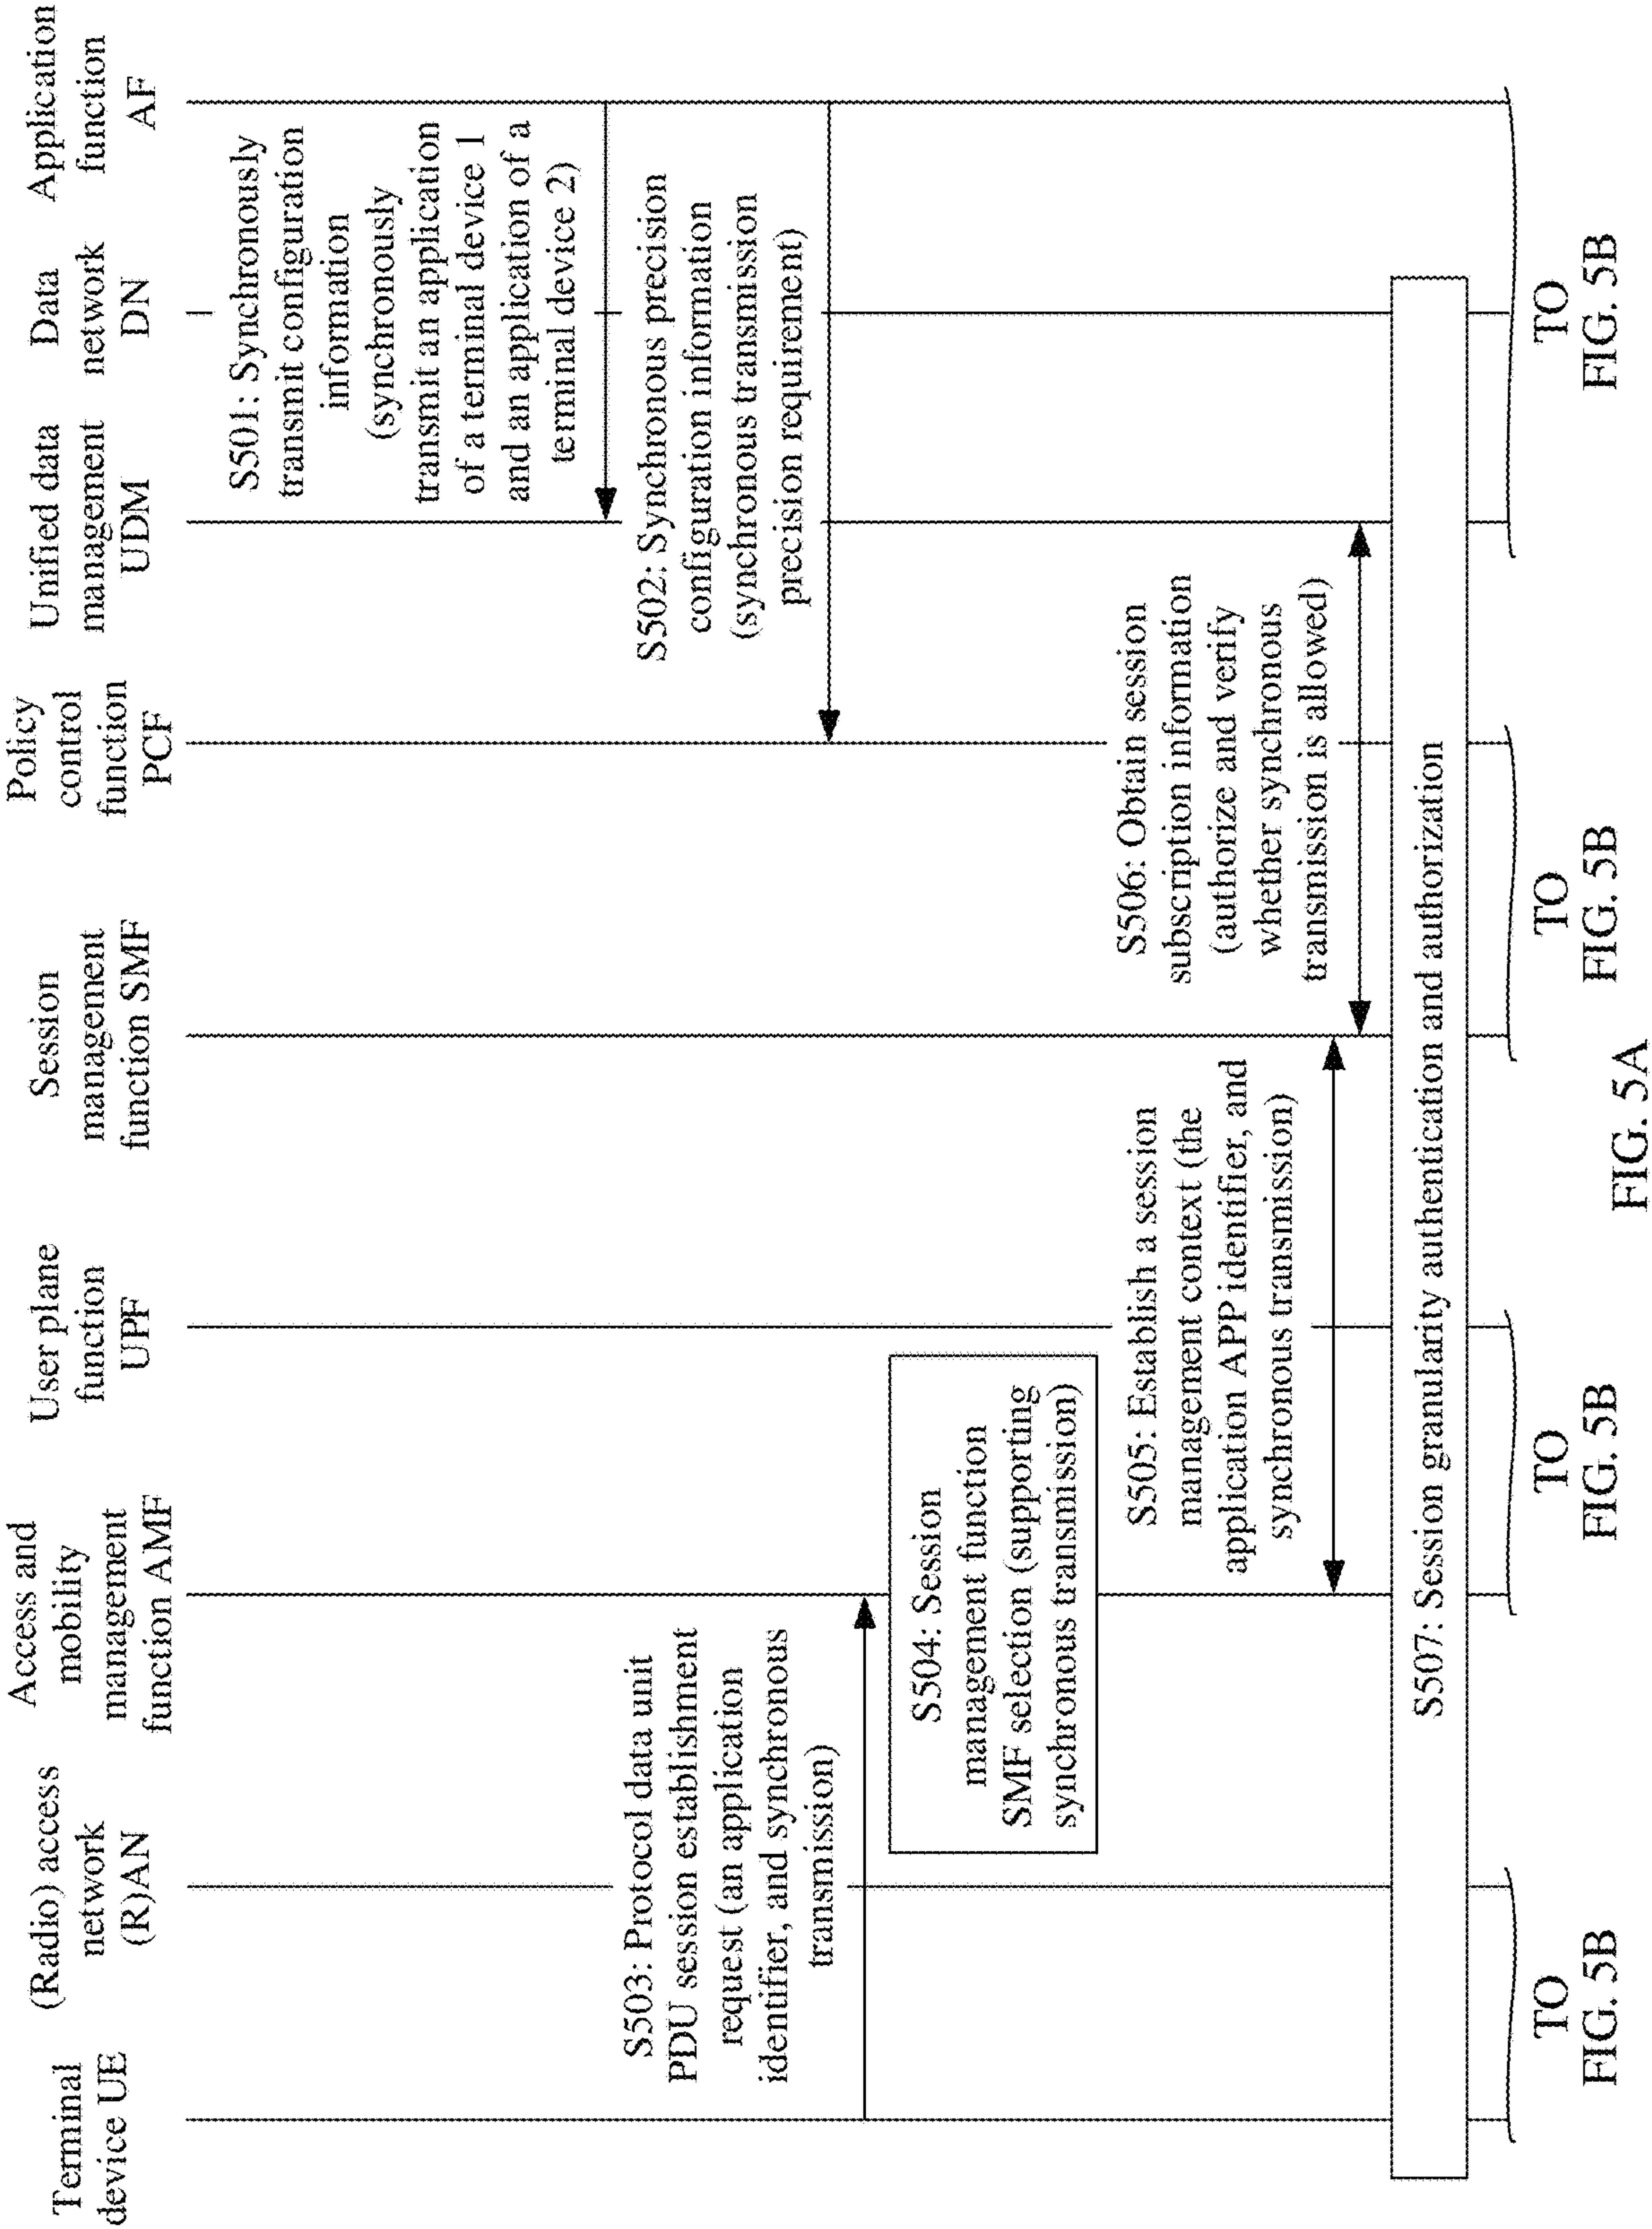 Terminal
device UE
(Radio) access
network
(R)AN
Access and
mobility
management
function AMF
User plane
function
UPF
Session
management
function SMF
Policy
control
function
PCF
Unified data
management
UDM
Data
network
DN
Application
function
AF
S501: Synchronously
transmit configuration
information
(synchronously
transmit an application
of a terminal device 1
and an application of a
terminal device 2)
S502: Synchronous precision
configuration information
(synchronous transmission
precision requirement)
S503: Protocol data unit
PDU session establishment
request (an application
identifier, and synchronous
transmission)
S504: Session
management function
SMF selection (supporting
synchronous transmission)
S505: Establish a session
management context (the
application APP identifier, and
synchronous transmission)
S506: Obtain session
subscription information
(authorize and verify
whether synchronous
transmission is allowed)
S507: Session granularity authentication and authorization
TO
FIG. 5B
TO
FIG. 5B
TO
FIG. 5B
TO
FIG. 5B
FIG. 5A